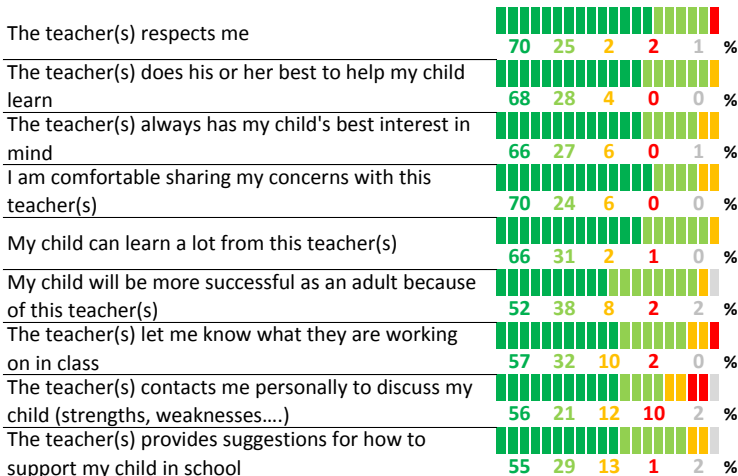 The teacher(s) respects me
70 25 2 2 1 %
The teacher(s) does his or her best to help my child
learn
68 28 4 0 0 %
The teacher(s) always has my child's best interest in
mind
66 27 6 0 1 %
I am comfortable sharing my concerns with this
teacher(s)
70 24 6 0 0 %
My child can learn a lot from this teacher(s)
66 31 2 1 0 %
My child will be more successful as an adult because
of this teacher(s)
52 38 8 2 2 %
The teacher(s) let me know what they are working
on in class
57 32 10 2 0 %
The teacher(s) contacts me personally to discuss my
child (strengths, weaknesses....)
56 21 12 10 2 %
The teacher(s) provides suggestions for how to
support my child in school
55 29 13 1 2 %